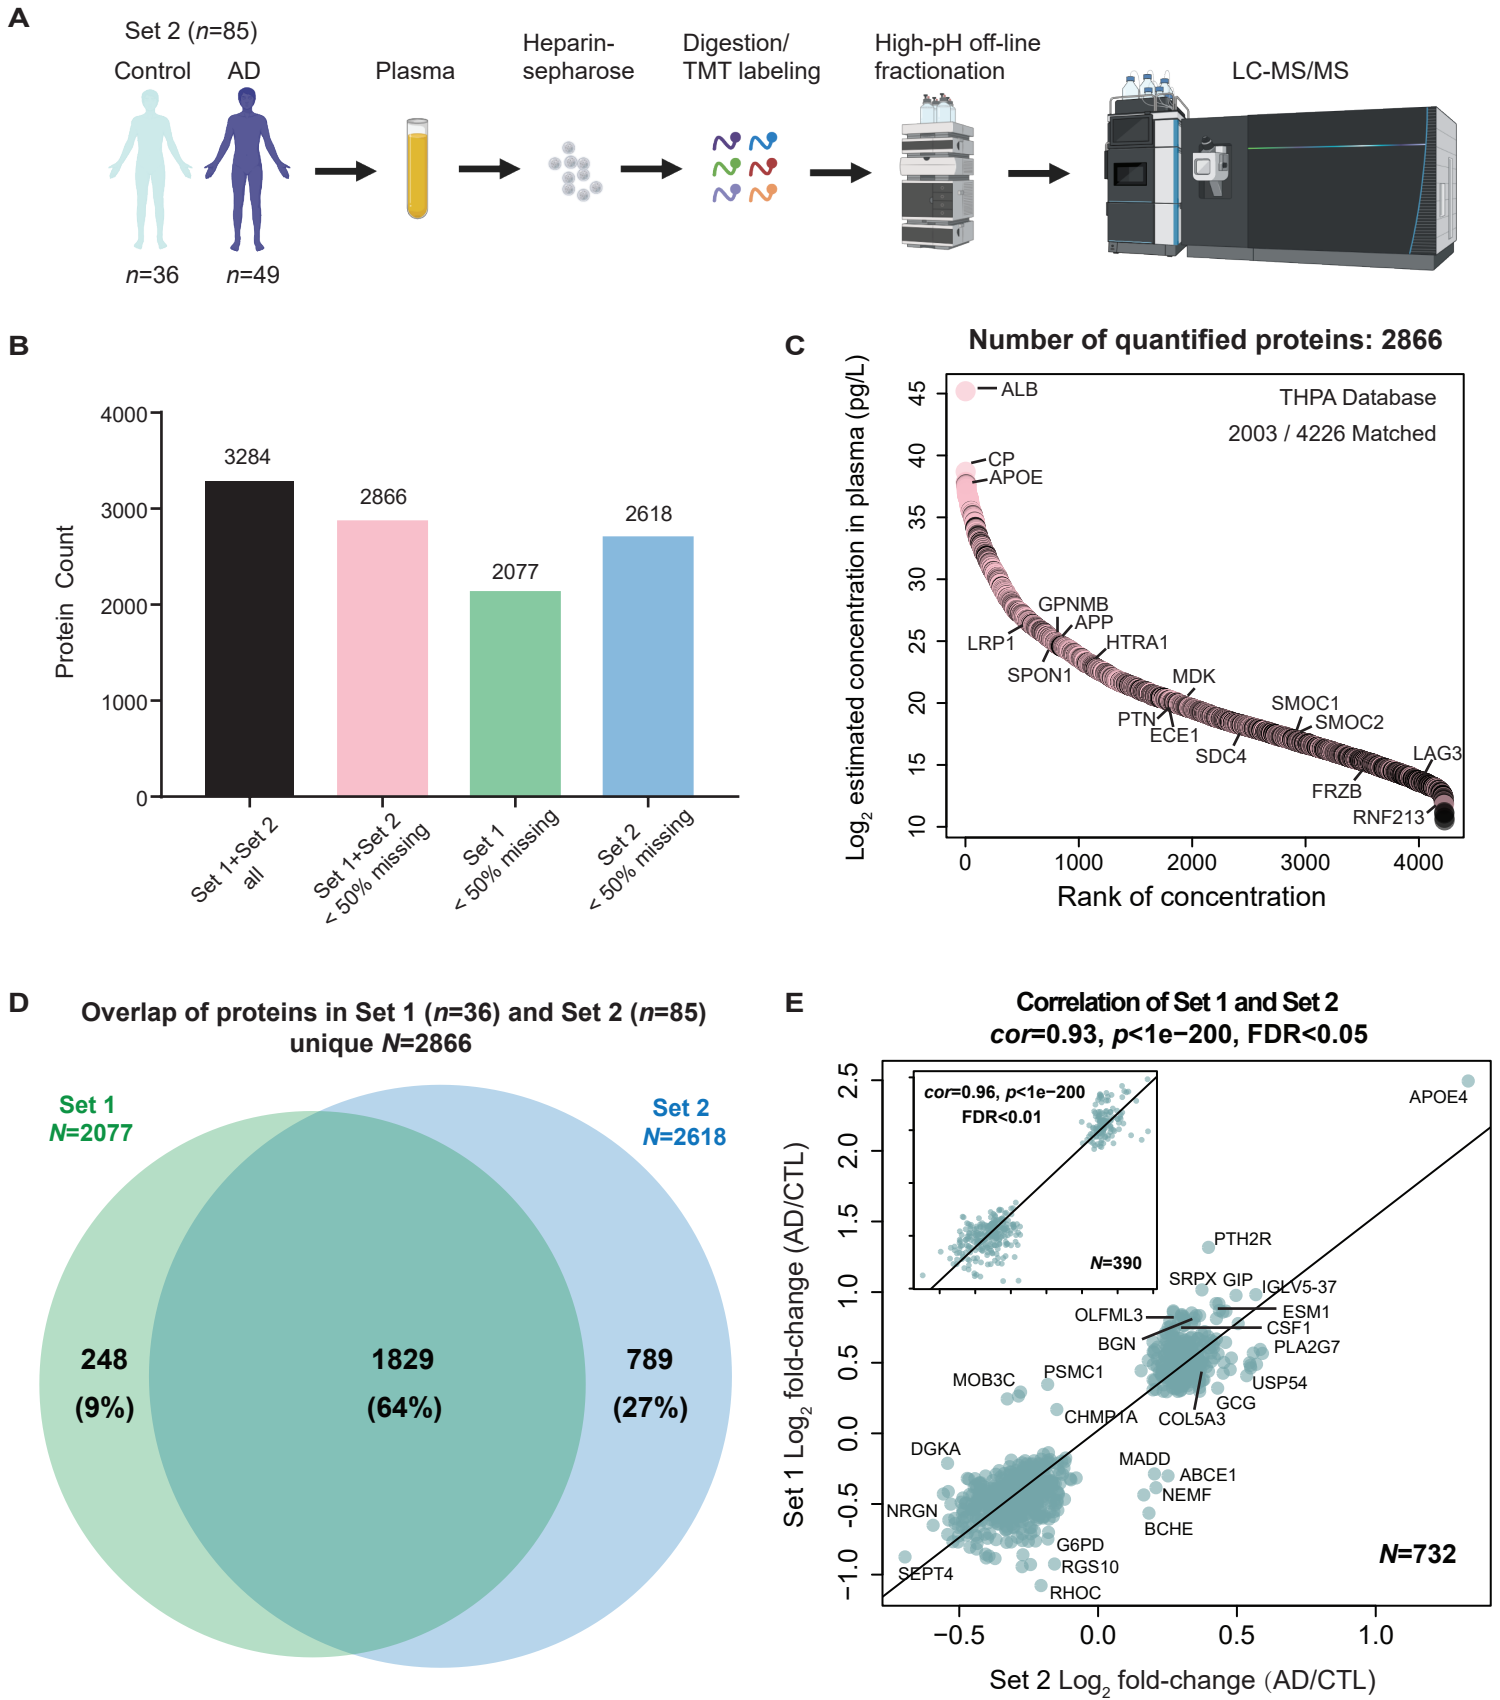 A
Set 2 (n=85)
Control
AD
n=36
n=49
Plasma
Heparin-
sepharose
Digestion/
TMT labeling
High-pH off-line
fractionation
LC-MS/MS
B
Protein Count
4000
3000
2000
1000
0
3284
2866
2077
2618
Set 1+Set 2
all
Set 1+Set 2
< 50% missing
Set 1
< 50% missing
Set 2
< 50% missing
C
Number of quantified proteins: 2866
Log2 estimated concentration in plasma (pg/L)
45
40
35
30
25
20
15
10
THPA Database
2003 / 4226 Matched
ALB
CP
APOE
GPNMB
APP
LRP1
HTRA1
SPON1
MDK
PTN
ECE1
SMOC1
SMOC2
SDC4
LAG3
FRZB
RNF213
0
1000
2000
3000
4000
Rank of concentration
D
Overlap of proteins in Set 1 (n=36) and Set 2 (n=85)
unique N=2866
Set 1
N=2077
Set 2
N=2618
248
(9%)
1829
(64%)
789
(27%)
E
Correlation of Set 1 and Set 2
cor=0.93, p<1e−200, FDR<0.05
Set 1 Log2 fold-change (AD/CTL)
2.5
2.0
1.5
1.0
0.5
0.0
-0.5
−1.0
cor=0.96, p<1e−200
FDR<0.01
N=390
APOE4
PTH2R
SRPX
GIP
IGLV5-37
OLFML3
ESM1
CSF1
BGN
PLA2G7
PSMC1
MOB3C
USP54
GCG
CHMP1A
COL5A3
DGKA
MADD
ABCE1
NEMF
NRGN
BCHE
G6PD
RGS10
SEPT4
RHOC
N=732
−0.5
0.0
0.5
1.0
Set 2 Log2 fold-change (AD/CTL)